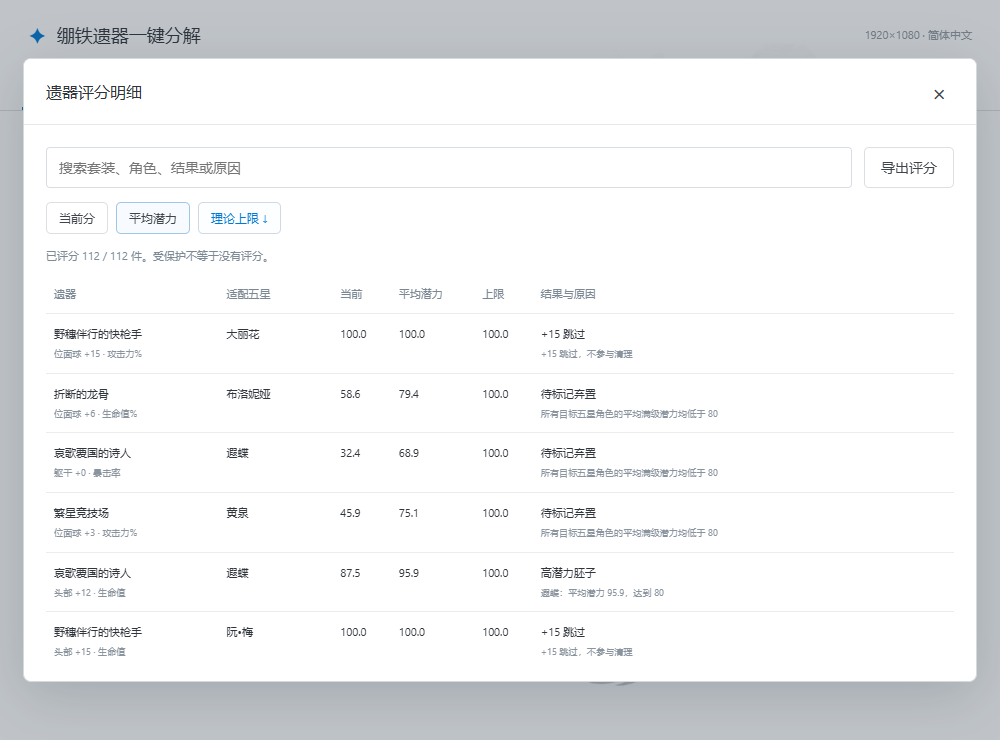 绷铁遗器一键分解
1920×1080 · 简体中文
遗器评分明细
×
搜索套装、角色、结果或原因
导出评分
当前分
平均潜力
理论上限 ↓
已评分 112 / 112 件。受保护不等于没有评分。
遗器 适配五星 当前 平均潜力 上限 结果与原因
野穗伴行的快枪手 大丽花 100.0 100.0 100.0 +15 跳过
位面球 +15 · 攻击力% +15 跳过，不参与清理
折断的龙骨 布洛妮娅 58.6 79.4 100.0 待标记弃置
位面球 +6 · 生命值% 所有目标五星角色的平均满级潜力均低于 80
哀歌覆国的诗人 遐蝶 32.4 68.9 100.0 待标记弃置
躯干 +0 · 暴击率 所有目标五星角色的平均满级潜力均低于 80
繁星竞技场 黄泉 45.9 75.1 100.0 待标记弃置
位面球 +3 · 攻击力% 所有目标五星角色的平均满级潜力均低于 80
哀歌覆国的诗人 遐蝶 87.5 95.9 100.0 高潜力胚子
头部 +12 · 生命值 遐蝶：平均潜力 95.9，达到 80
野穗伴行的快枪手 阮•梅 100.0 100.0 100.0 +15 跳过
头部 +15 · 生命值 +15 跳过，不参与清理